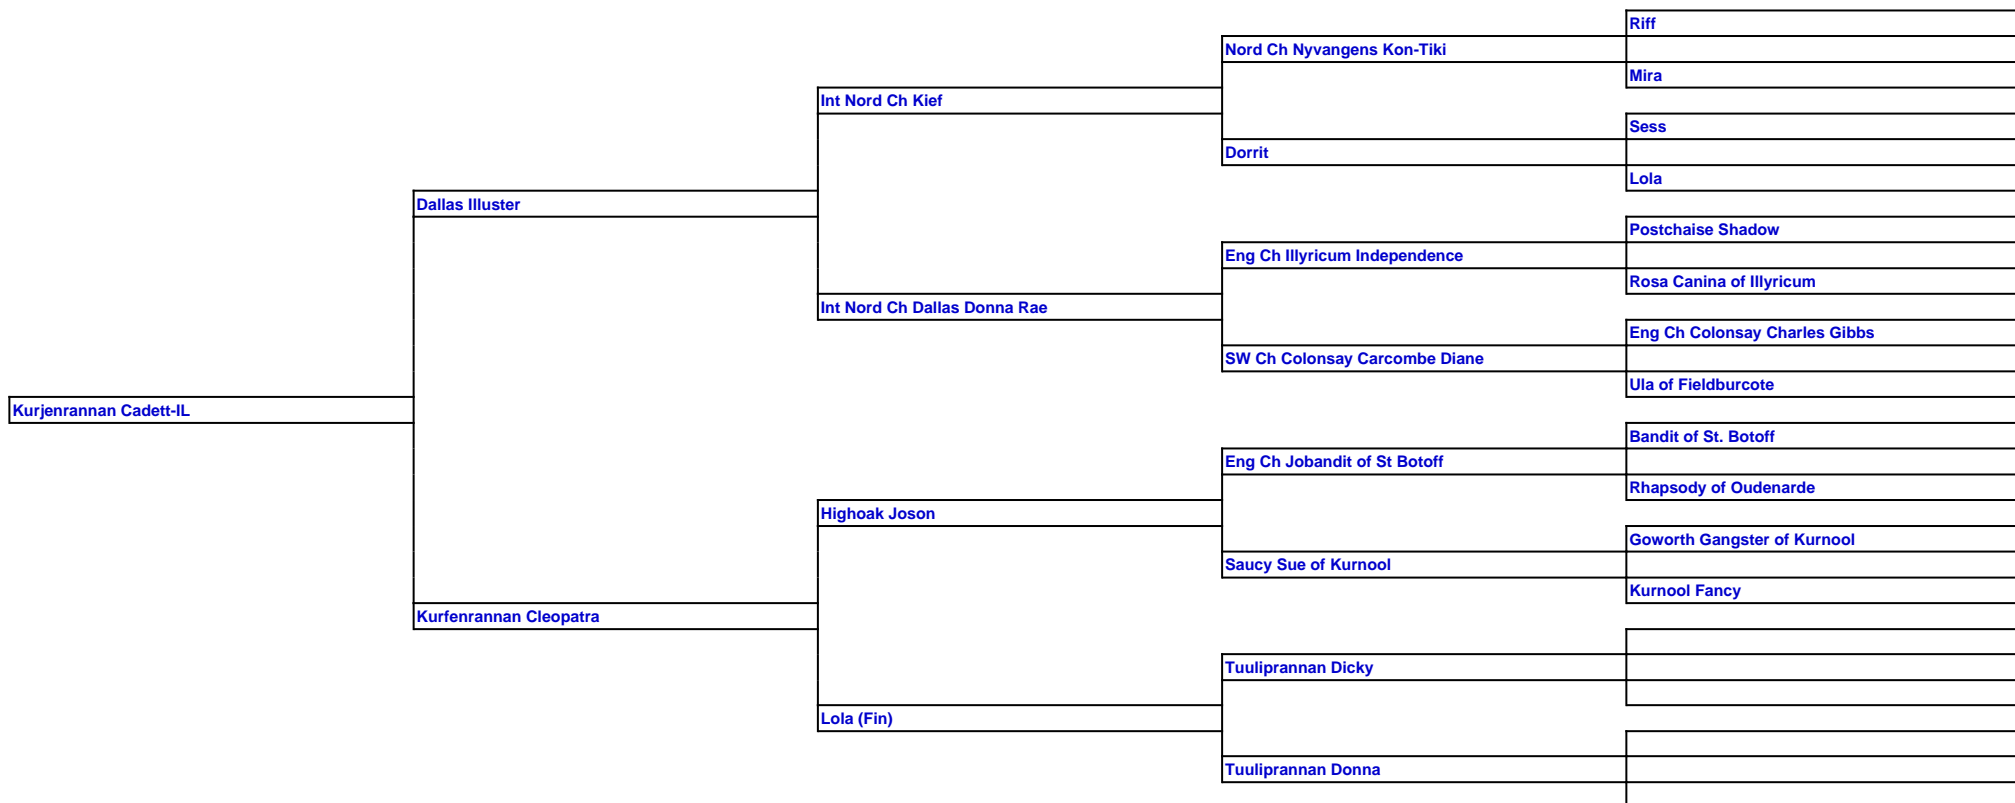 Riff
Nord Ch Nyvangens Kon-Tiki
Mira
Int Nord Ch Kief
Sess
Dorrit
Lola
Dallas Illuster
Postchaise Shadow
Eng Ch Illyricum Independence
Rosa Canina of Illyricum
Int Nord Ch Dallas Donna Rae
Eng Ch Colonsay Charles Gibbs
SW Ch Colonsay Carcombe Diane
Ula of Fieldburcote
Kurjenrannan Cadett-IL
Bandit of St. Botoff
Eng Ch Jobandit of St Botoff
Rhapsody of Oudenarde
Highoak Joson
Goworth Gangster of Kurnool
Saucy Sue of Kurnool
Kurnool Fancy
Kurfenrannan Cleopatra
Tuuliprannan Dicky
Lola (Fin)
Tuuliprannan Donna